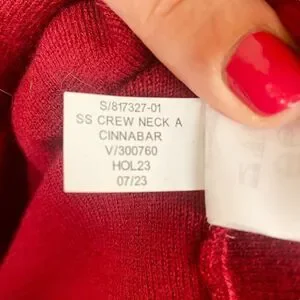 S/817327-01
SS CREW NECK A
CINNABAR
V/300760
HOL23
07/23